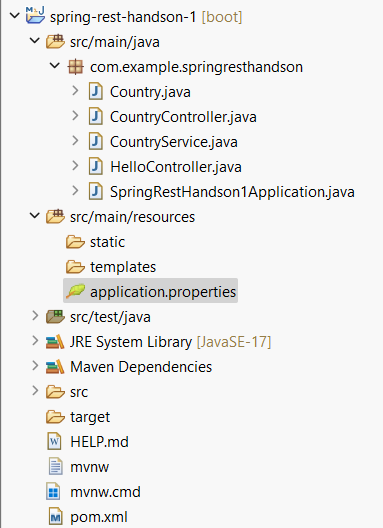 spring-rest-handson-1 [boot]
src/main/java
com.example.springresthandson
Country.java
CountryController.java
CountryService.java
HelloController.java
SpringRestHandson1Application.java
src/main/resources
static
templates
application.properties
src/test/java
JRE System Library [JavaSE-17]
Maven Dependencies
src
target
HELP.md
mvnw
mvnw.cmd
pom.xml